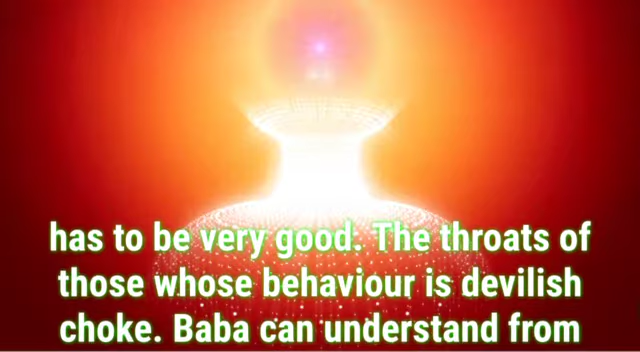 has to be very good. The throats of
those whose behaviour is devilish
choke. Baba can understand from